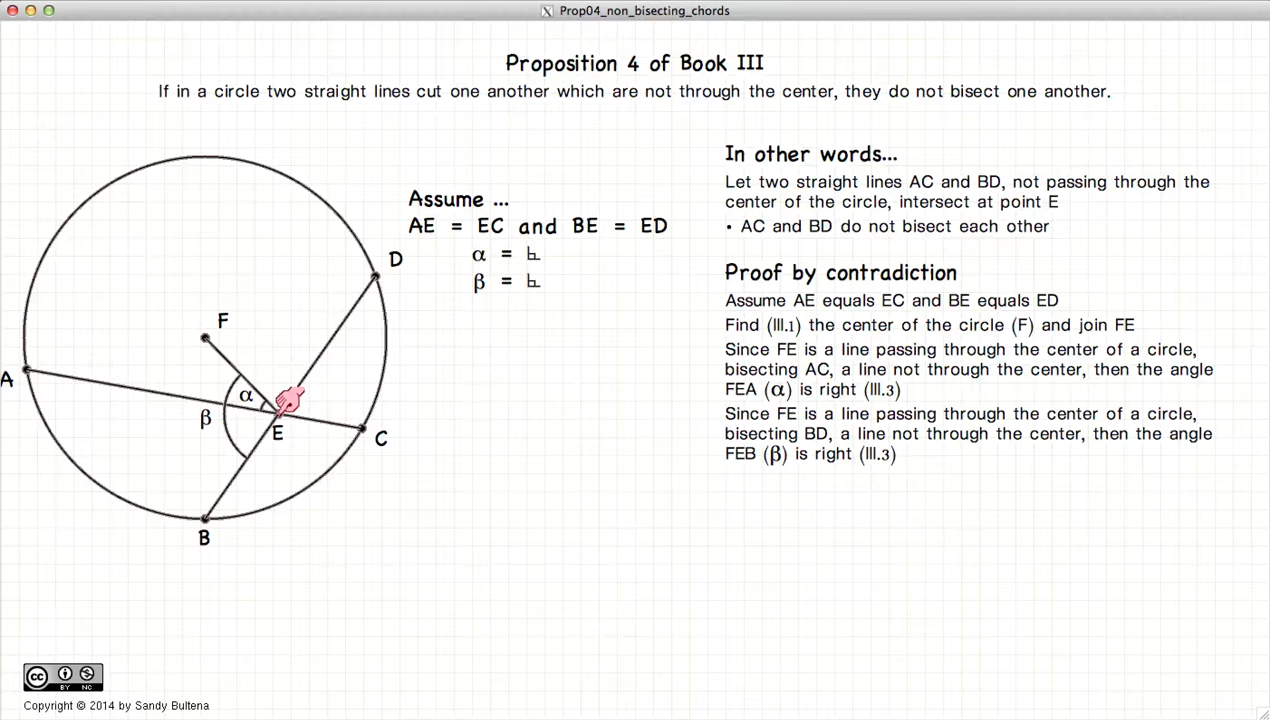 Prop04_non_bisecting_chords
Proposition 4 of Book III
If in a circle two straight lines cut one another which are not through the center, they do not bisect one another.
In other words...
Let two straight lines AC and BD, not passing through the
center of the circle, intersect at point E
• AC and BD do not bisect each other
Assume ...
AE = EC and BE = ED
α = ⊾
β = ⊾
Proof by contradiction
Assume AE equals EC and BE equals ED
Find (III.1) the center of the circle (F) and join FE
Since FE is a line passing through the center of a circle,
bisecting AC, a line not through the center, then the angle
FEA (α) is right (III.3)
Since FE is a line passing through the center of a circle,
bisecting BD, a line not through the center, then the angle
FEB (β) is right (III.3)
D
F
A
α
β
E
C
B
cc
BY NC
Copyright © 2014 by Sandy Bultena